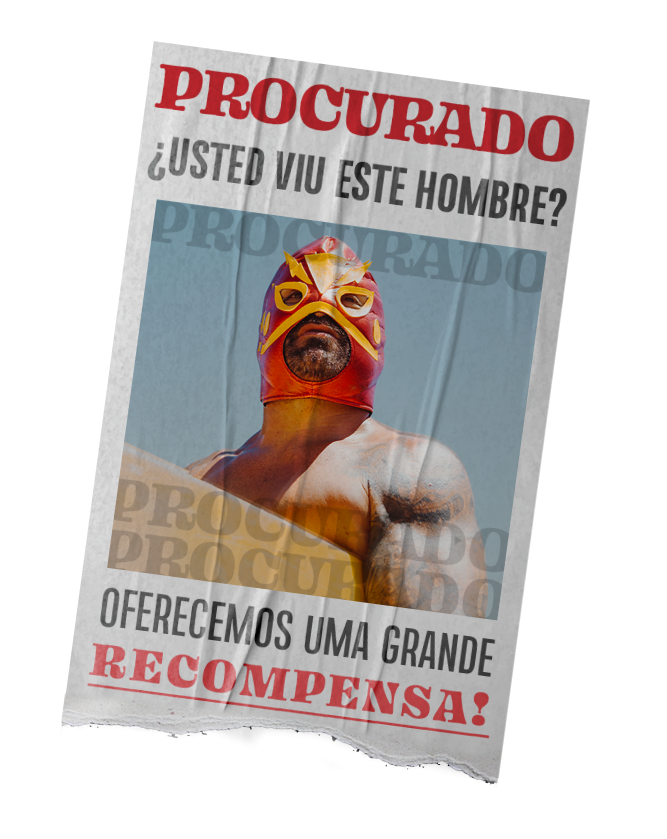 PROCURADO
¿USTED VIU ESTE HOMBRE?
PROCURADO
PROCURADO
PROCURADO
OFERECEMOS UMA GRANDE
RECOMPENSA!